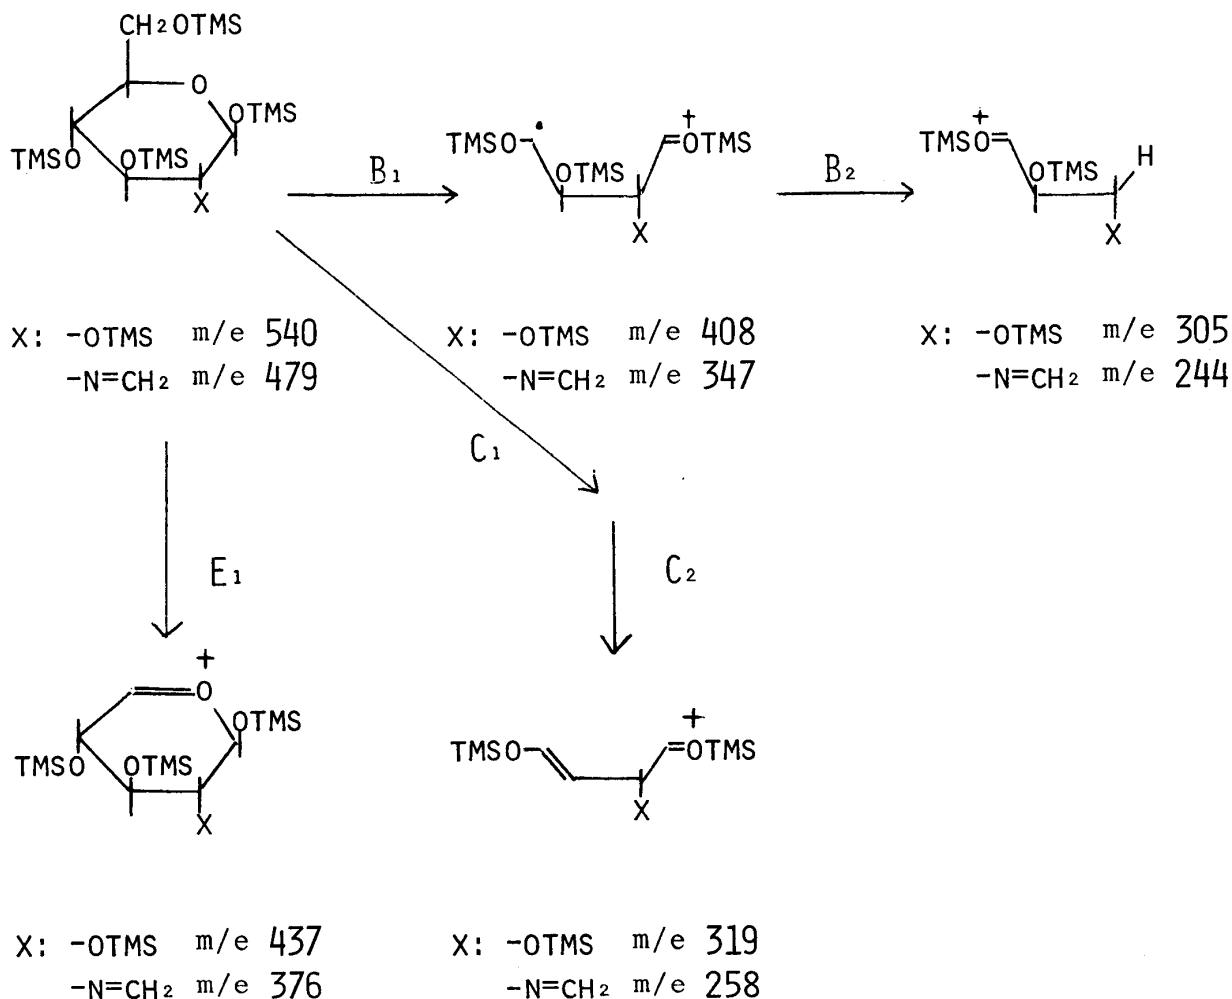 CH2OTMS
O
OTMS
TMSO OTMS
X
B1
TMSO • =O+TMS
OTMS
X
B2
TMSO+=
OTMS H
X
X: -OTMS m/e 540
-N=CH2 m/e 479
X: -OTMS m/e 408
-N=CH2 m/e 347
X: -OTMS m/e 305
-N=CH2 m/e 244
C1
E1
C2
+
O
OTMS
TMSO OTMS
X
+
TMSO =OTMS
X
X: -OTMS m/e 437
-N=CH2 m/e 376
X: -OTMS m/e 319
-N=CH2 m/e 258